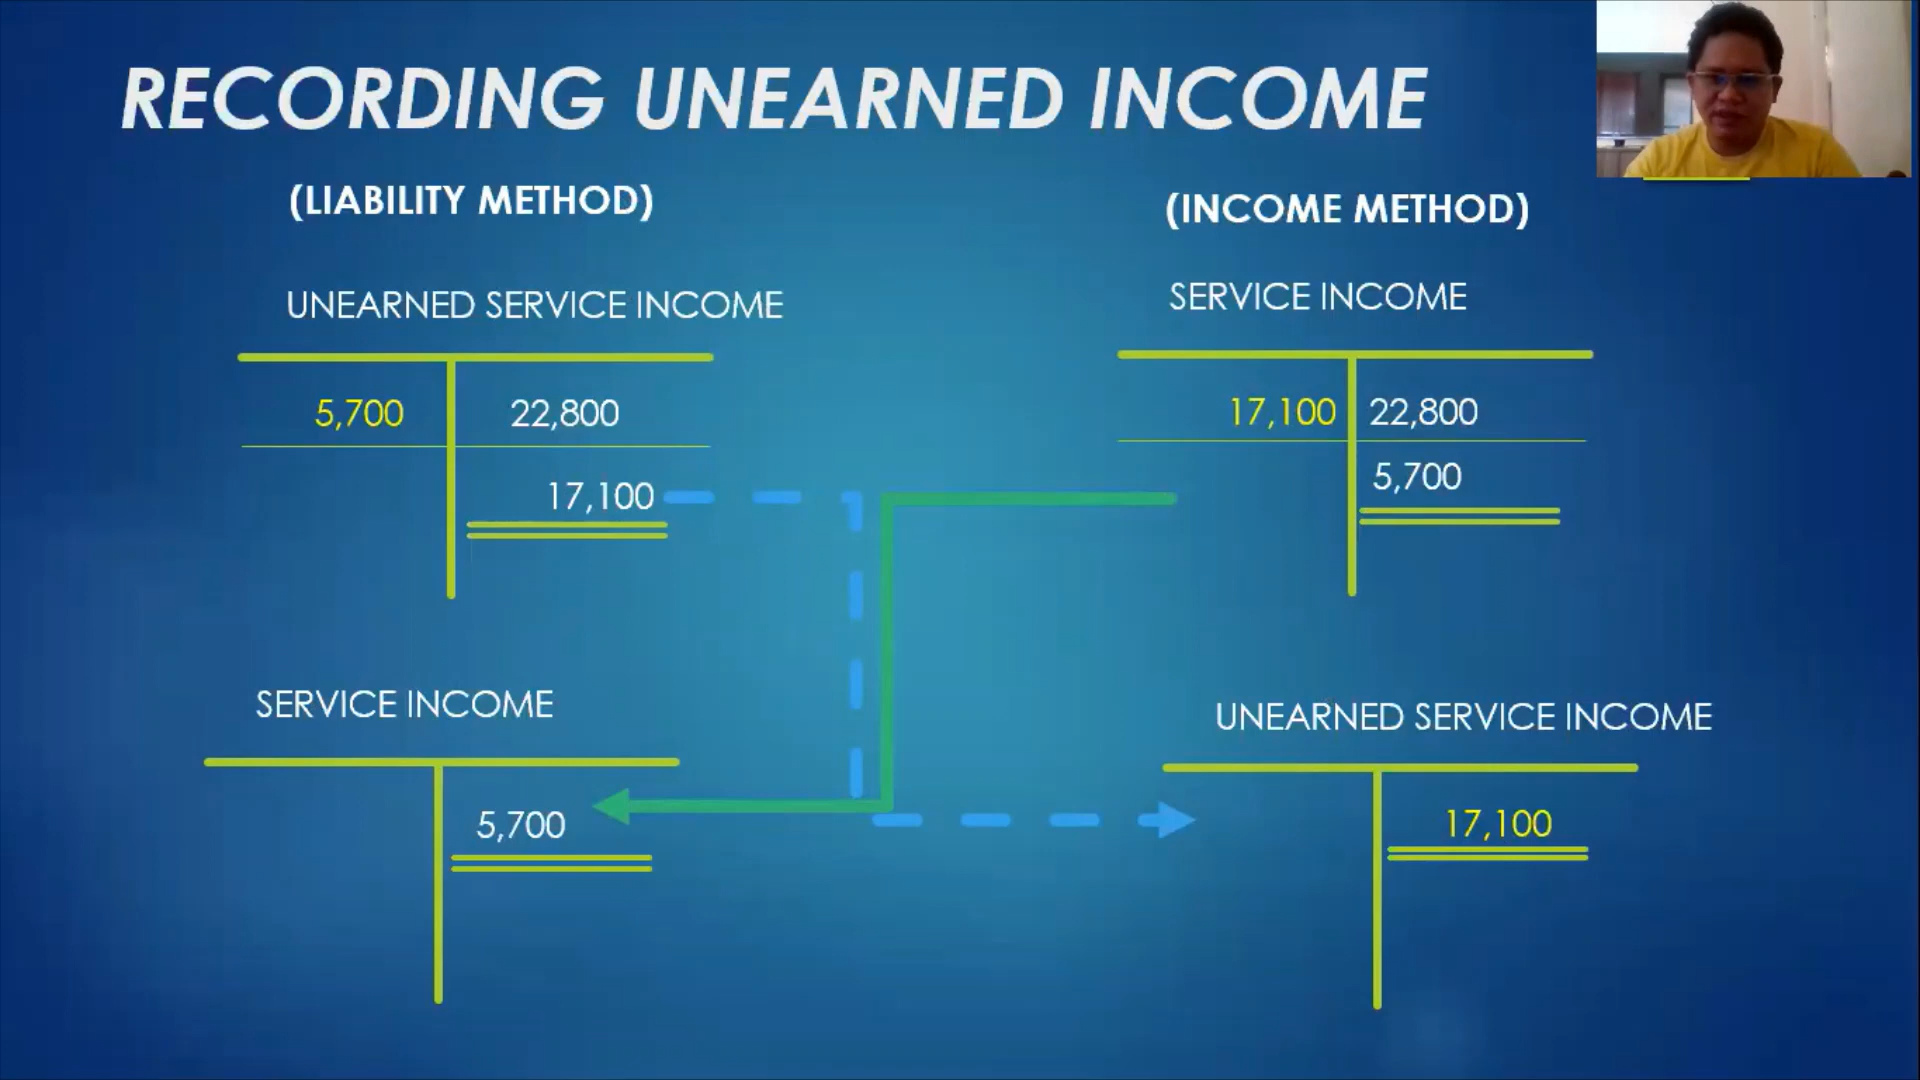 RECORDING UNEARNED INCOME
(LIABILITY METHOD)
UNEARNED SERVICE INCOME
5,700 22,800
17,100
SERVICE INCOME
5,700
(INCOME METHOD)
SERVICE INCOME
17,100 22,800
5,700
UNEARNED SERVICE INCOME
17,100